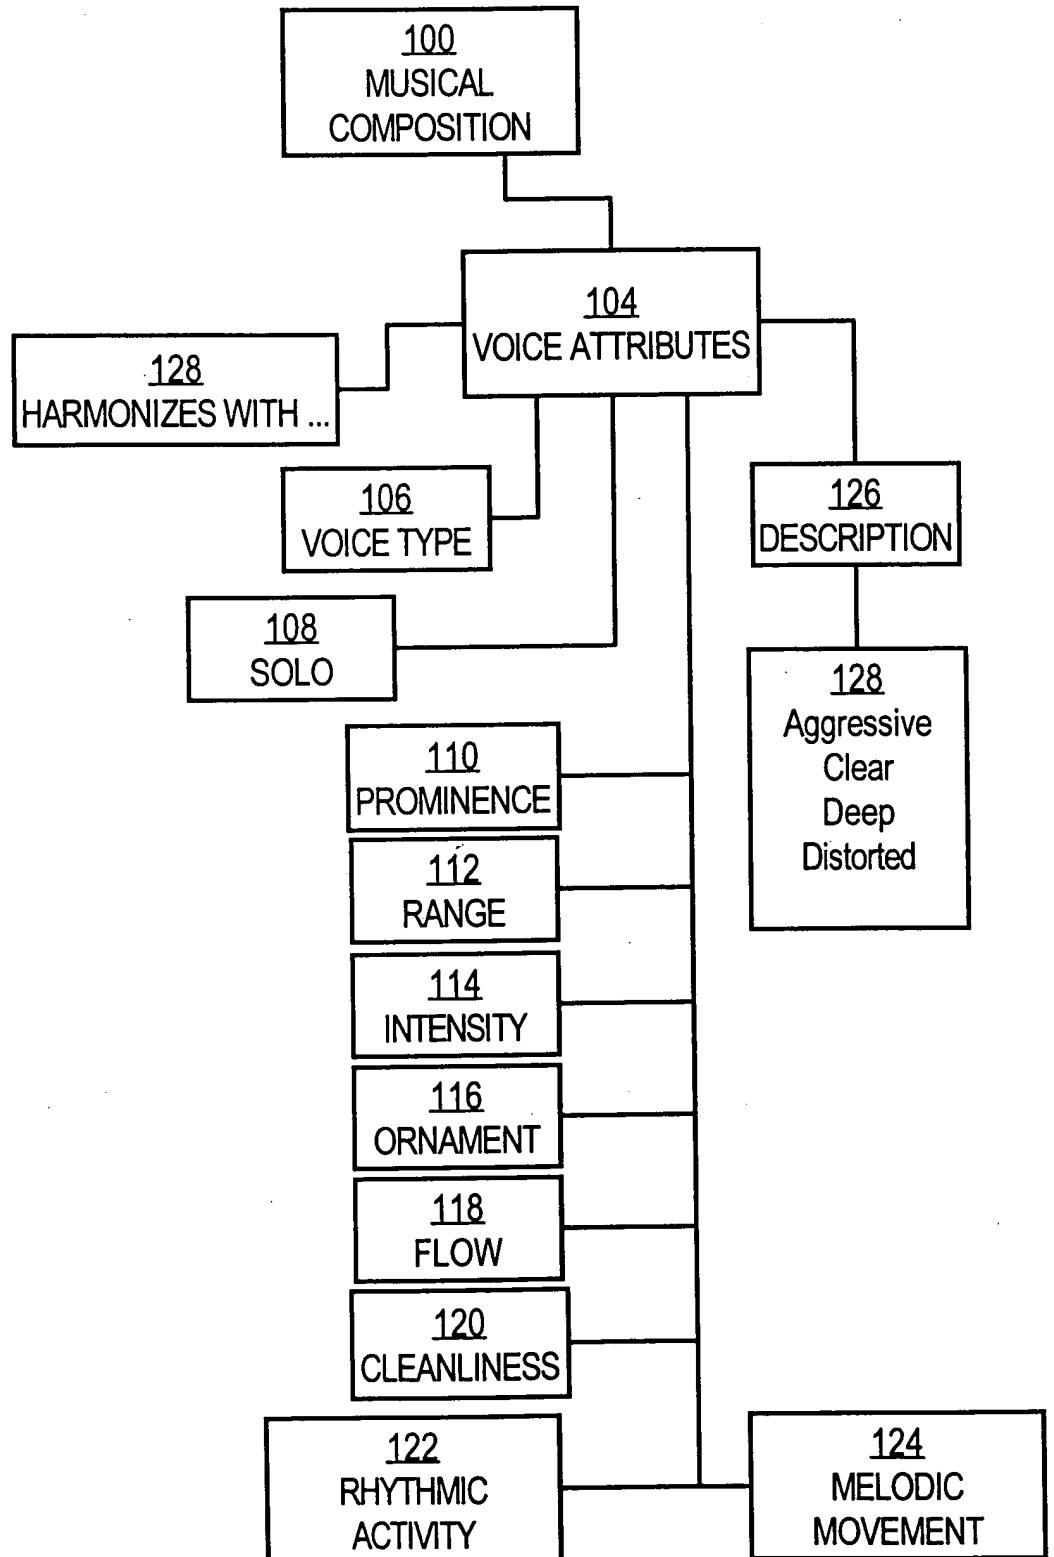 100
MUSICAL
COMPOSITION
104
VOICE ATTRIBUTES
128
HARMONIZES WITH ...
106
VOICE TYPE
126
DESCRIPTION
108
SOLO
128
Aggressive
Clear
Deep
Distorted
110
PROMINENCE
112
RANGE
114
INTENSITY
116
ORNAMENT
118
FLOW
120
CLEANLINESS
122
RHYTHMIC
ACTIVITY
124
MELODIC
MOVEMENT